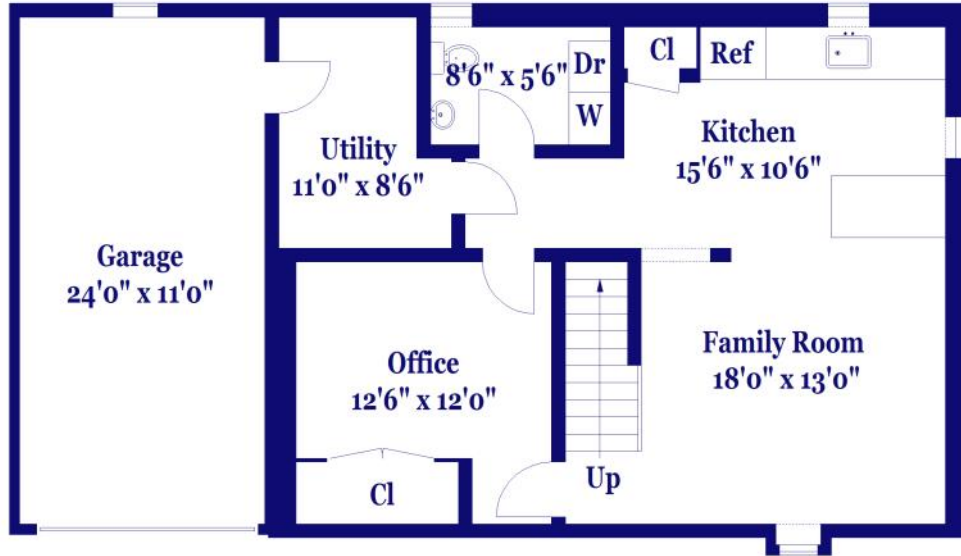 Cl
Ref
8'6" x 5'6"
Dr
W
Kitchen
15'6" x 10'6"
Utility
11'0" x 8'6"
Garage
24'0" x 11'0"
Office
12'6" x 12'0"
Family Room
18'0" x 13'0"
Cl
Up